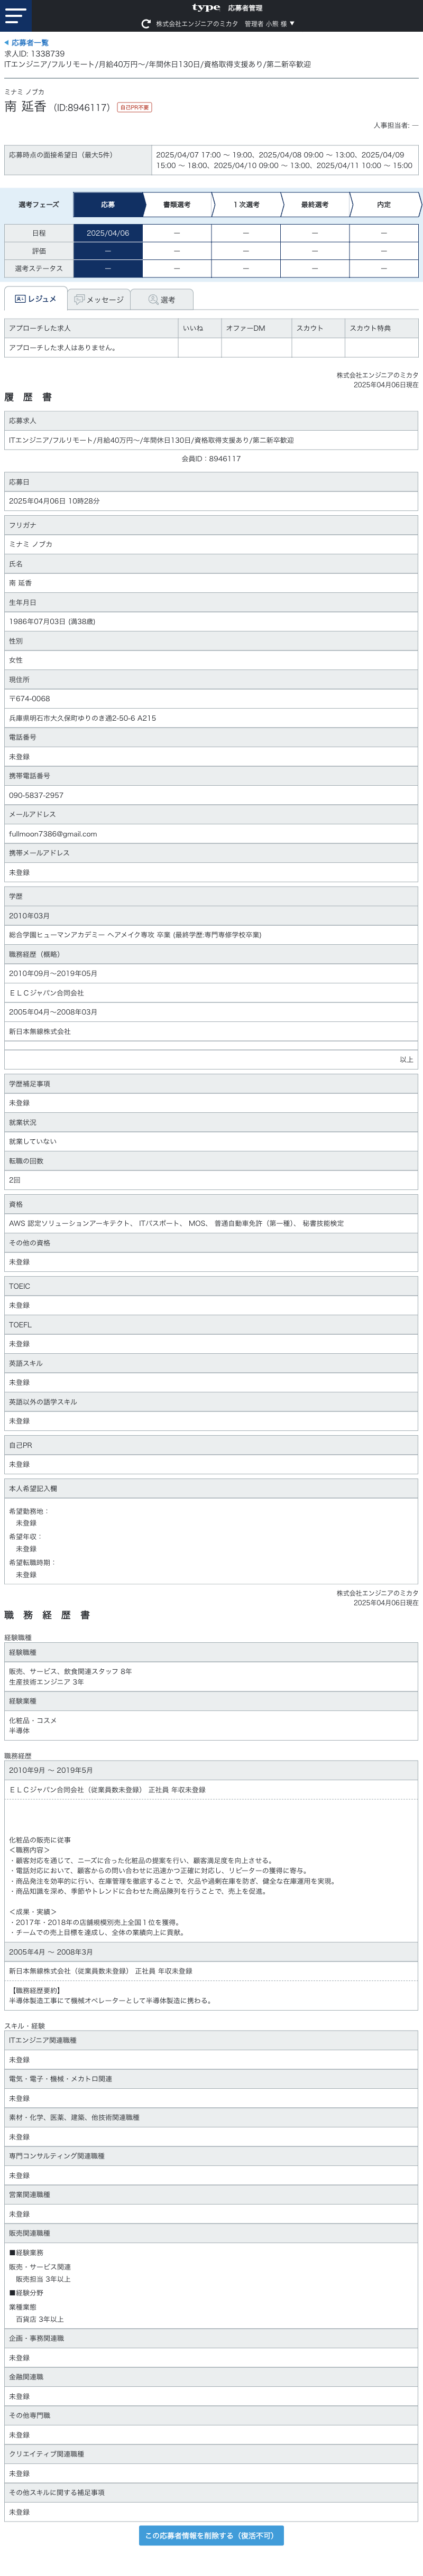 type 応募者管理
株式会社エンジニアのミカタ 管理者 小熊 様 ▼
◀ 応募者一覧
求人ID: 1338739
ITエンジニア/フルリモート/月給40万円〜/年間休日130日/資格取得支援あり/第二新卒歓迎
ミナミ ノブカ
南 延香 （ID:8946117） 自己PR不要
人事担当者: ―
応募時点の面接希望日（最大5件） 2025/04/07 17:00 〜 19:00、2025/04/08 09:00 〜 13:00、2025/04/09
15:00 〜 18:00、2025/04/10 09:00 〜 13:00、2025/04/11 10:00 〜 15:00
選考フェーズ 応募 書類選考 １次選考 最終選考 内定
日程 2025/04/06 ― ― ― ―
評価 ― ― ― ― ―
選考ステータス ― ― ― ― ―
レジュメ メッセージ 選考
アプローチした求人 いいね オファーDM スカウト スカウト特典
アプローチした求人はありません。
株式会社エンジニアのミカタ
2025年04月06日現在
履 歴 書
応募求人
ITエンジニア/フルリモート/月給40万円〜/年間休日130日/資格取得支援あり/第二新卒歓迎
会員ID：8946117
応募日
2025年04月06日 10時28分
フリガナ
ミナミ ノブカ
氏名
南 延香
生年月日
1986年07月03日 (満38歳)
性別
女性
現住所
〒674-0068
兵庫県明石市大久保町ゆりのき通2-50-6 A215
電話番号
未登録
携帯電話番号
090-5837-2957
メールアドレス
fullmoon7386@gmail.com
携帯メールアドレス
未登録
学歴
2010年03月
総合学園ヒューマンアカデミー ヘアメイク専攻 卒業 (最終学歴:専門専修学校卒業)
職務経歴（概略）
2010年09月〜2019年05月
ＥＬＣジャパン合同会社
2005年04月〜2008年03月
新日本無線株式会社
以上
学歴補足事項
未登録
就業状況
就業していない
転職の回数
2回
資格
AWS 認定ソリューションアーキテクト、 ITパスポート、 MOS、 普通自動車免許（第一種）、 秘書技能検定
その他の資格
未登録
TOEIC
未登録
TOEFL
未登録
英語スキル
未登録
英語以外の語学スキル
未登録
自己PR
未登録
本人希望記入欄
希望勤務地：
未登録
希望年収：
未登録
希望転職時期：
未登録
株式会社エンジニアのミカタ
2025年04月06日現在
職 務 経 歴 書
経験職種
経験職種
販売、サービス、飲食関連スタッフ 8年
生産技術エンジニア 3年
経験業種
化粧品・コスメ
半導体
職務経歴
2010年9月 〜 2019年5月
ＥＬＣジャパン合同会社（従業員数未登録） 正社員 年収未登録
化粧品の販売に従事
＜職務内容＞
・顧客対応を通じて、ニーズに合った化粧品の提案を行い、顧客満足度を向上させる。
・電話対応において、顧客からの問い合わせに迅速かつ正確に対応し、リピーターの獲得に寄与。
・商品発注を効率的に行い、在庫管理を徹底することで、欠品や過剰在庫を防ぎ、健全な在庫運用を実現。
・商品知識を深め、季節やトレンドに合わせた商品陳列を行うことで、売上を促進。
＜成果・実績＞
・2017年・2018年の店舗規模別売上全国１位を獲得。
・チームでの売上目標を達成し、全体の業績向上に貢献。
2005年4月 〜 2008年3月
新日本無線株式会社（従業員数未登録） 正社員 年収未登録
【職務経歴要約】
半導体製造工事にて機械オペレーターとして半導体製造に携わる。
スキル・経験
ITエンジニア関連職種
未登録
電気・電子・機械・メカトロ関連
未登録
素材・化学、医薬、建築、他技術関連職種
未登録
専門コンサルティング関連職種
未登録
営業関連職種
未登録
販売関連職種
■経験業務
販売・サービス関連
販売担当 3年以上
■経験分野
業種業態
百貨店 3年以上
企画・事務関連職
未登録
金融関連職
未登録
その他専門職
未登録
クリエイティブ関連職種
未登録
その他スキルに関する補足事項
未登録
この応募者情報を削除する（復活不可）